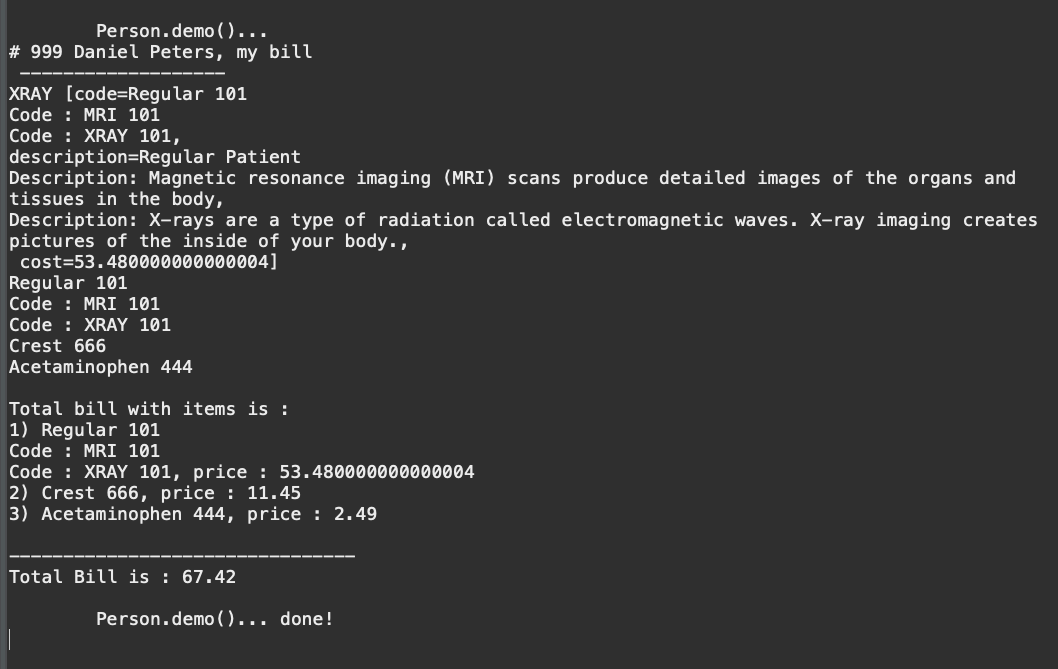 Person.demo()...
# 999 Daniel Peters, my bill
-------------------
XRAY [code=Regular 101
Code : MRI 101
Code : XRAY 101,
description=Regular Patient
Description: Magnetic resonance imaging (MRI) scans produce detailed images of the organs and
tissues in the body,
Description: X-rays are a type of radiation called electromagnetic waves. X-ray imaging creates
pictures of the inside of your body.,
cost=53.480000000000004]
Regular 101
Code : MRI 101
Code : XRAY 101
Crest 666
Acetaminophen 444
Total bill with items is :
1) Regular 101
Code : MRI 101
Code : XRAY 101, price : 53.480000000000004
2) Crest 666, price : 11.45
3) Acetaminophen 444, price : 2.49
--------------------------------
Total Bill is : 67.42
Person.demo()... done!